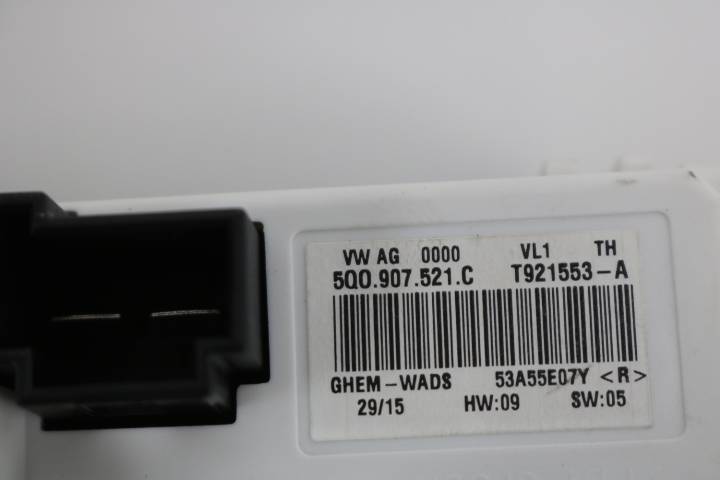 VW AG 0000 VL1 TH
5Q0.907.521.C T921553-A
GHEM-WADS 53A55E07Y <R>
29/15 HW:09 SW:05